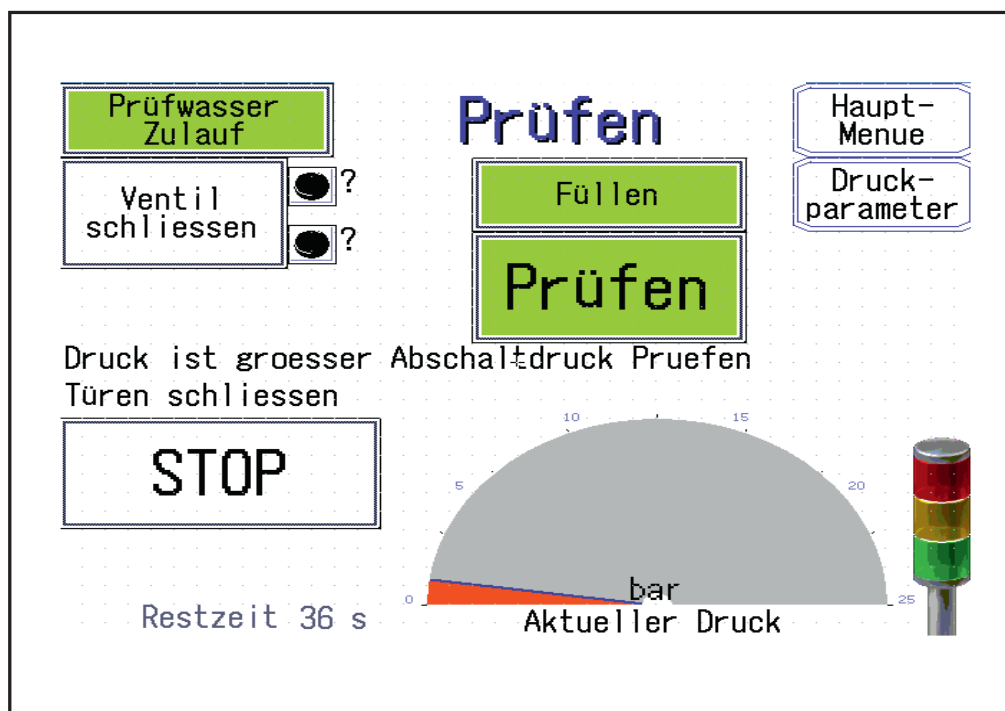 Prüfwasser
Zulauf
Prüfen
Haupt-
Menue
Ventil
schliessen
?
?
Füllen
Druck-
parameter
Prüfen
Druck ist groesser Abschaltdruck Pruefen
Türen schliessen
STOP
10
15
5
20
0
25
bar
Restzeit 36 s
Aktueller Druck